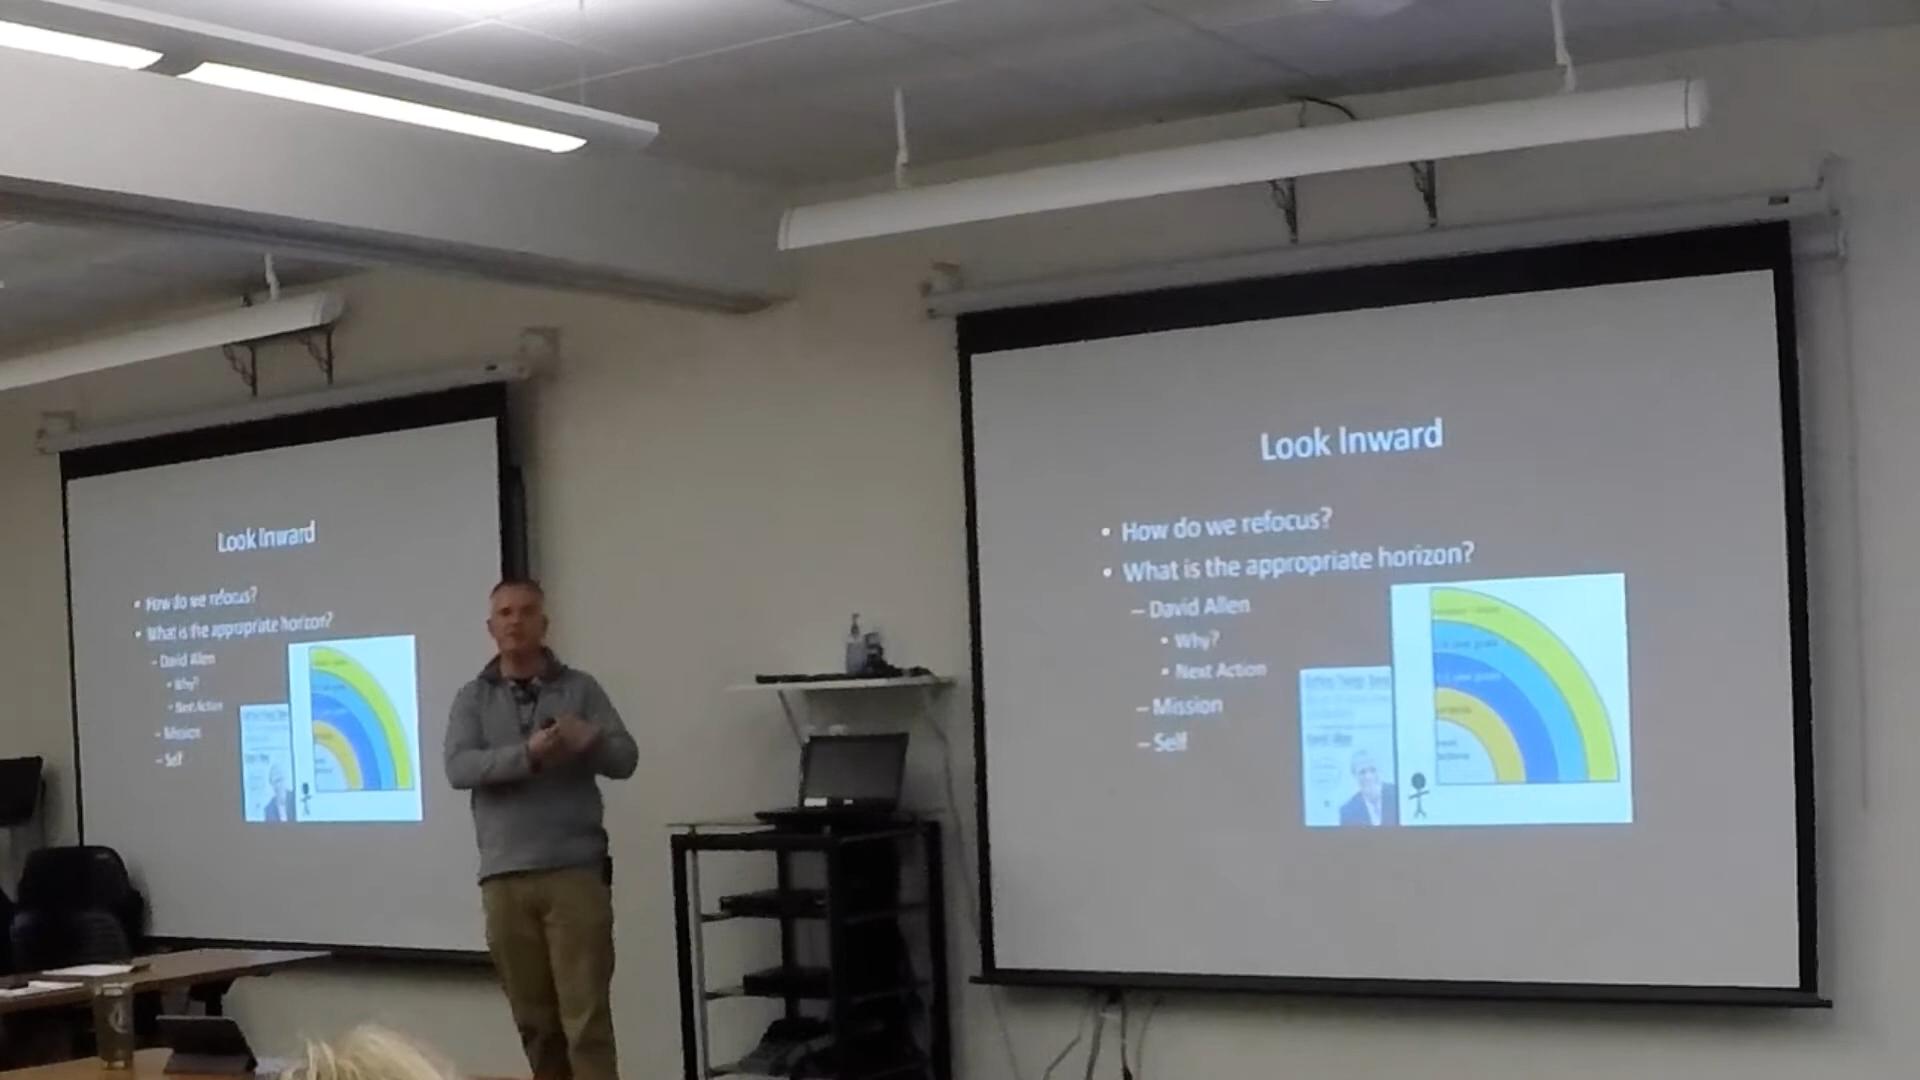 Look Inward
• How do we refocus?
• What is the appropriate horizon?
– David Allen
• Why?
• Next Action
– Mission
– Self
Look Inward
• How do we refocus?
• What is the appropriate horizon?
– David Allen
• Why?
• Next Action
– Mission
– Self